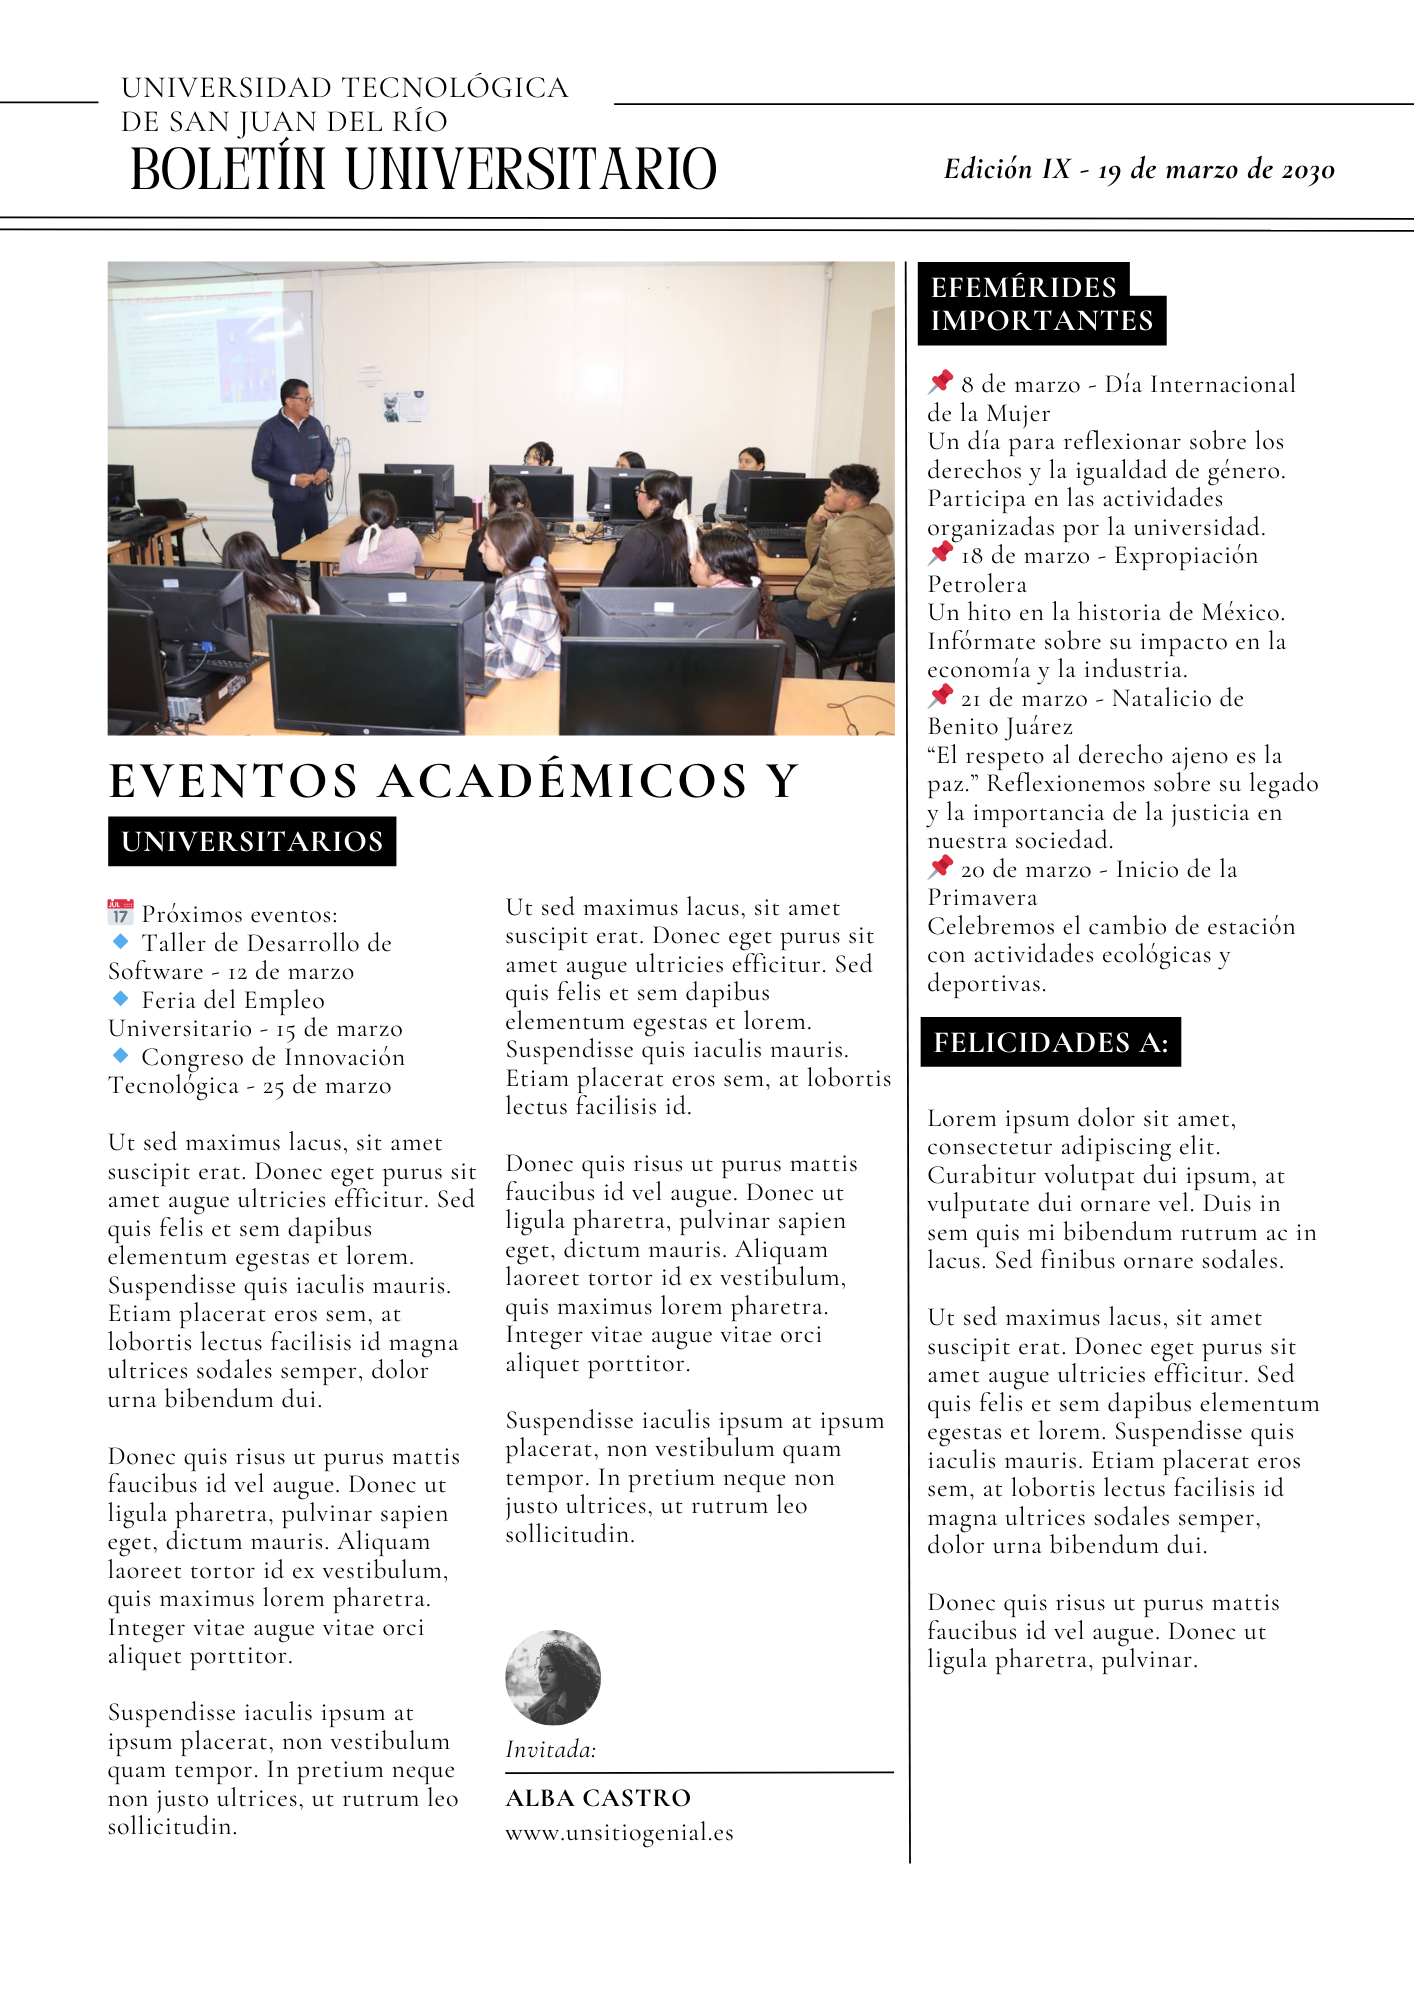 UNIVERSIDAD TECNOLÓGICA
DE SAN JUAN DEL RÍO
BOLETÍN UNIVERSITARIO
Edición IX - 19 de marzo de 2030
EVENTOS ACADÉMICOS Y
UNIVERSITARIOS
📅 Próximos eventos:
🔹 Taller de Desarrollo de
Software - 12 de marzo
🔹 Feria del Empleo
Universitario - 15 de marzo
🔹 Congreso de Innovación
Tecnológica - 25 de marzo
Ut sed maximus lacus, sit amet
suscipit erat. Donec eget purus sit
amet augue ultricies efficitur. Sed
quis felis et sem dapibus
elementum egestas et lorem.
Suspendisse quis iaculis mauris.
Etiam placerat eros sem, at
lobortis lectus facilisis id magna
ultrices sodales semper, dolor
urna bibendum dui.
Donec quis risus ut purus mattis
faucibus id vel augue. Donec ut
ligula pharetra, pulvinar sapien
eget, dictum mauris. Aliquam
laoreet tortor id ex vestibulum,
quis maximus lorem pharetra.
Integer vitae augue vitae orci
aliquet porttitor.
Suspendisse iaculis ipsum at
ipsum placerat, non vestibulum
quam tempor. In pretium neque
non justo ultrices, ut rutrum leo
sollicitudin.
Ut sed maximus lacus, sit amet
suscipit erat. Donec eget purus sit
amet augue ultricies efficitur. Sed
quis felis et sem dapibus
elementum egestas et lorem.
Suspendisse quis iaculis mauris.
Etiam placerat eros sem, at lobortis
lectus facilisis id.
Donec quis risus ut purus mattis
faucibus id vel augue. Donec ut
ligula pharetra, pulvinar sapien
eget, dictum mauris. Aliquam
laoreet tortor id ex vestibulum,
quis maximus lorem pharetra.
Integer vitae augue vitae orci
aliquet porttitor.
Suspendisse iaculis ipsum at ipsum
placerat, non vestibulum quam
tempor. In pretium neque non
justo ultrices, ut rutrum leo
sollicitudin.
Invitada:
ALBA CASTRO
www.unsitiogenial.es
EFEMÉRIDES
IMPORTANTES
📌 8 de marzo - Día Internacional
de la Mujer
Un día para reflexionar sobre los
derechos y la igualdad de género.
Participa en las actividades
organizadas por la universidad.
📌 18 de marzo - Expropiación
Petrolera
Un hito en la historia de México.
Infórmate sobre su impacto en la
economía y la industria.
📌 21 de marzo - Natalicio de
Benito Juárez
“El respeto al derecho ajeno es la
paz.” Reflexionemos sobre su legado
y la importancia de la justicia en
nuestra sociedad.
📌 20 de marzo - Inicio de la
Primavera
Celebremos el cambio de estación
con actividades ecológicas y
deportivas.
FELICIDADES A:
Lorem ipsum dolor sit amet,
consectetur adipiscing elit.
Curabitur volutpat dui ipsum, at
vulputate dui ornare vel. Duis in
sem quis mi bibendum rutrum ac in
lacus. Sed finibus ornare sodales.
Ut sed maximus lacus, sit amet
suscipit erat. Donec eget purus sit
amet augue ultricies efficitur. Sed
quis felis et sem dapibus elementum
egestas et lorem. Suspendisse quis
iaculis mauris. Etiam placerat eros
sem, at lobortis lectus facilisis id
magna ultrices sodales semper,
dolor urna bibendum dui.
Donec quis risus ut purus mattis
faucibus id vel augue. Donec ut
ligula pharetra, pulvinar.